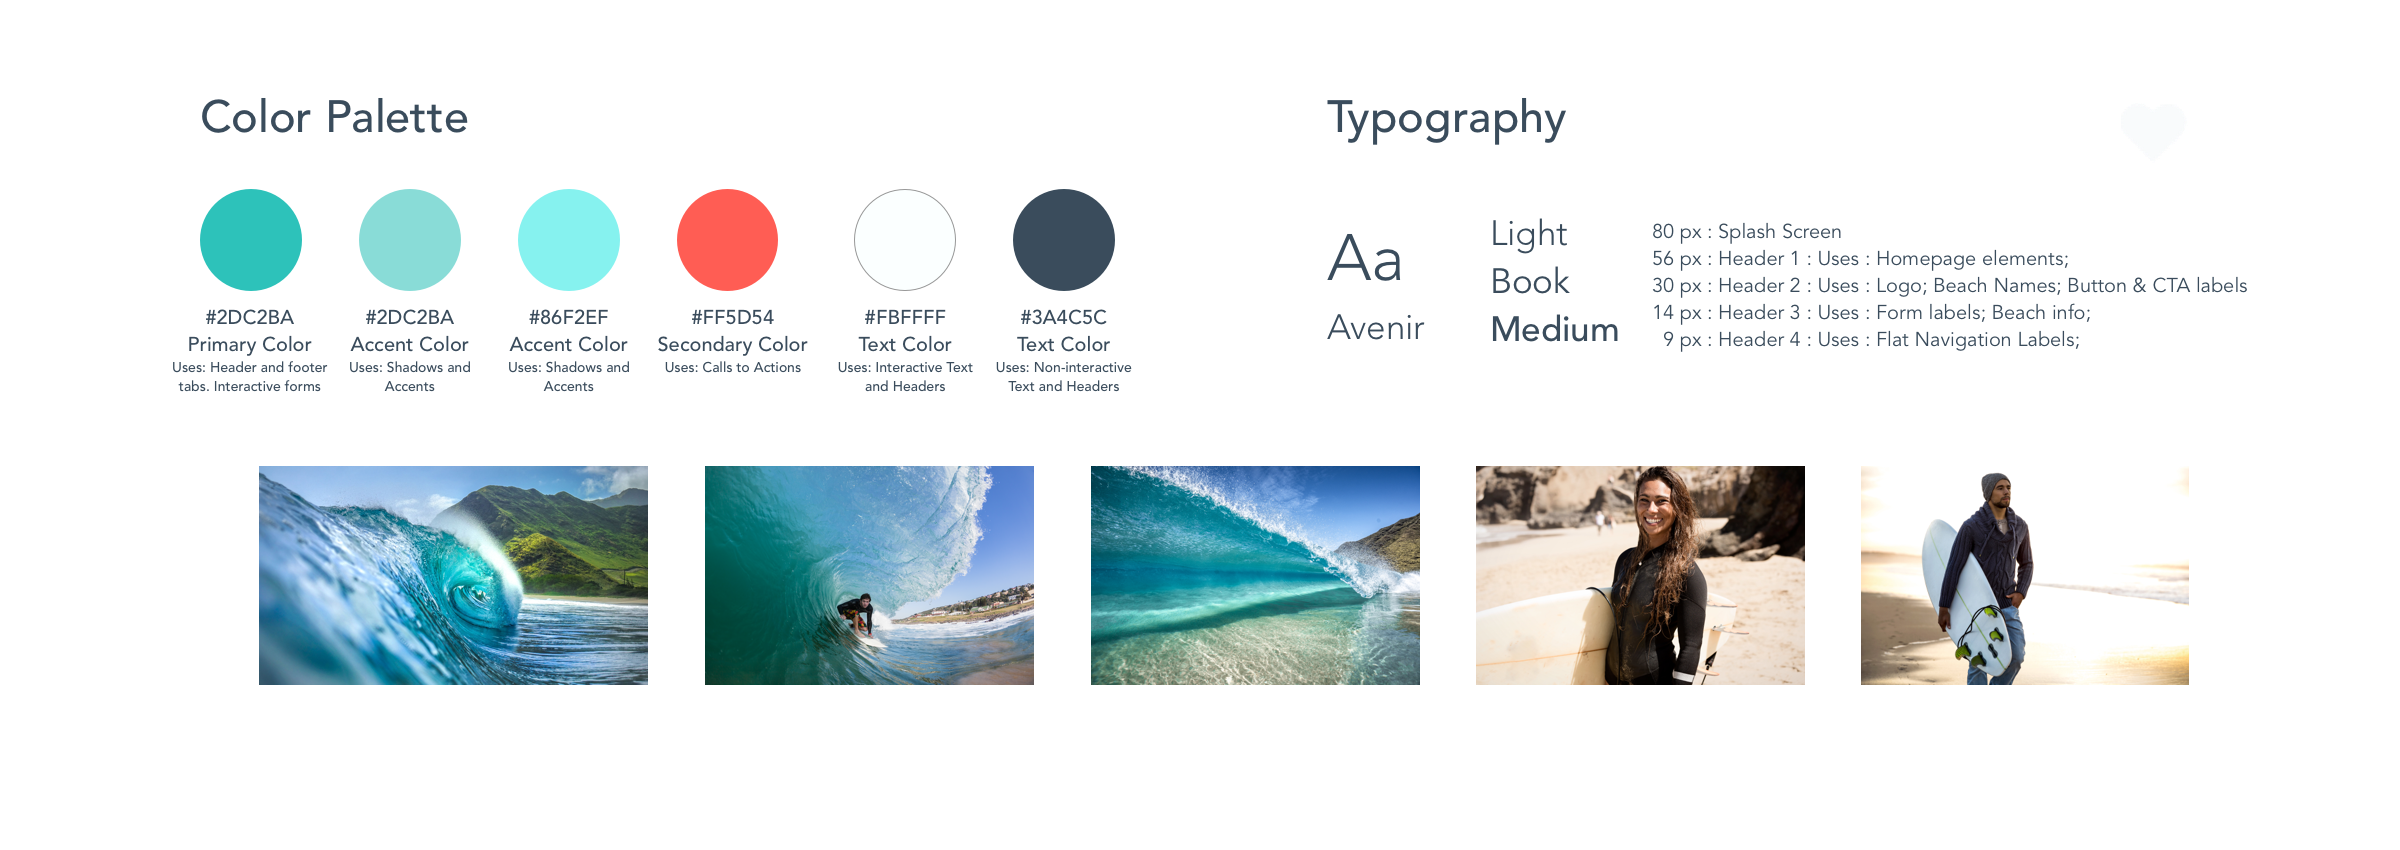 Color Palette
#2DC2BA
Primary Color
Uses: Header and footer
tabs. Interactive forms
#2DC2BA
Accent Color
Uses: Shadows and
Accents
#86F2EF
Accent Color
Uses: Shadows and
Accents
#FF5D54
Secondary Color
Uses: Calls to Actions
#FBFFFF
Text Color
Uses: Interactive Text
and Headers
#3A4C5C
Text Color
Uses: Non-interactive
Text and Headers
Typography
Aa
Avenir
Light
Book
Medium
80 px : Splash Screen
56 px : Header 1 : Uses : Homepage elements;
30 px : Header 2 : Uses : Logo; Beach Names; Button & CTA labels
14 px : Header 3 : Uses : Form labels; Beach info;
9 px : Header 4 : Uses : Flat Navigation Labels;